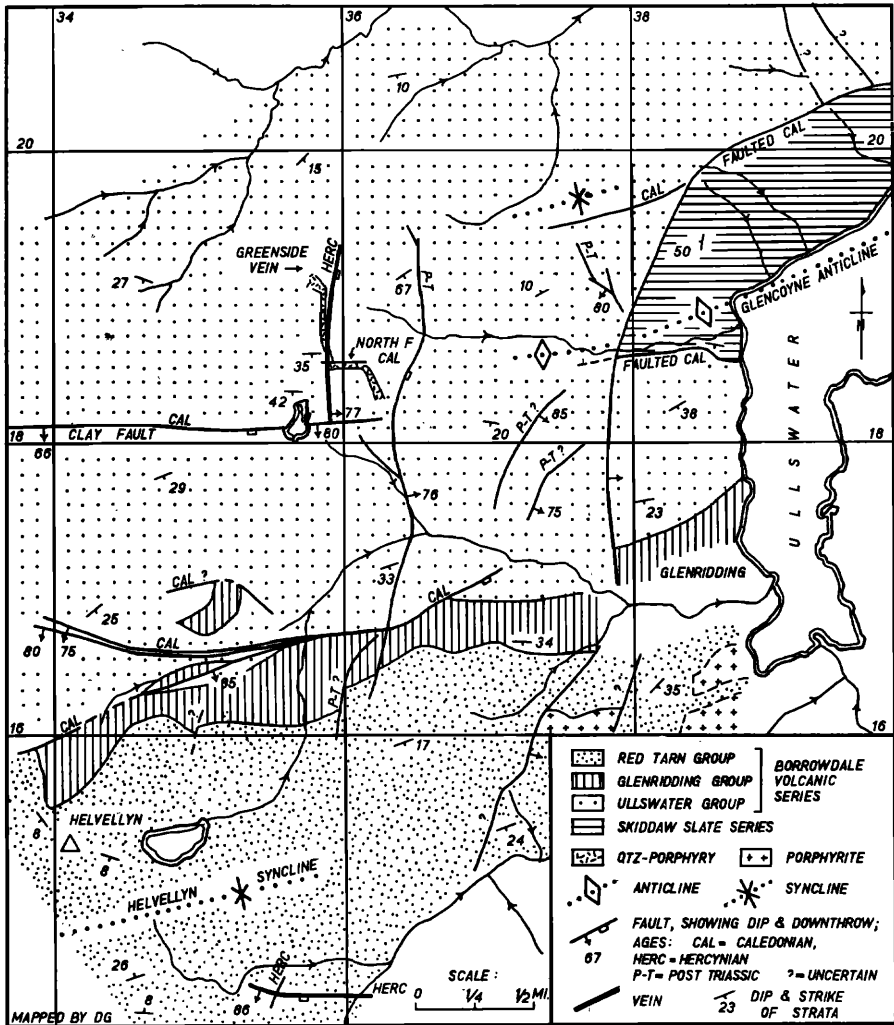 34 36 38
?
?
10
20 FAULTED CAL 20
15
CAL
50
GREENSIDE
VEIN →
HERC
P-T
P-T
27
67
10
80
GLENCOYNE ANTICLINE
N
NORTH F
CAL
35
FAULTED CAL
42
77
CAL
38
P-T?
85
20
18 CLAY FAULT 80 18
66
P-T?
ULLSWATER
29
76
75
23
GLENRIDDING
CAL ?
33
CAL
25
80 75
CAL
34
65
P-T?
?
35
CAL
16 16
17
?
8
HELVELLYN
8
24
HELVELLYN SYNCLINE
26
8
HERC
86
HERC
MAPPED BY DG
SCALE :
0 1/4 1/2 MI.
RED TARN GROUP
GLENRIDDING GROUP
ULLSWATER GROUP
BORROWDALE
VOLCANIC
SERIES
SKIDDAW SLATE SERIES
QTZ-PORPHYRY PORPHYRITE
ANTICLINE SYNCLINE
FAULT, SHOWING DIP & DOWNTHROW;
AGES: CAL = CALEDONIAN,
67 HERC = HERCYNIAN
P-T = POST TRIASSIC ? = UNCERTAIN
VEIN 23 DIP & STRIKE
OF STRATA